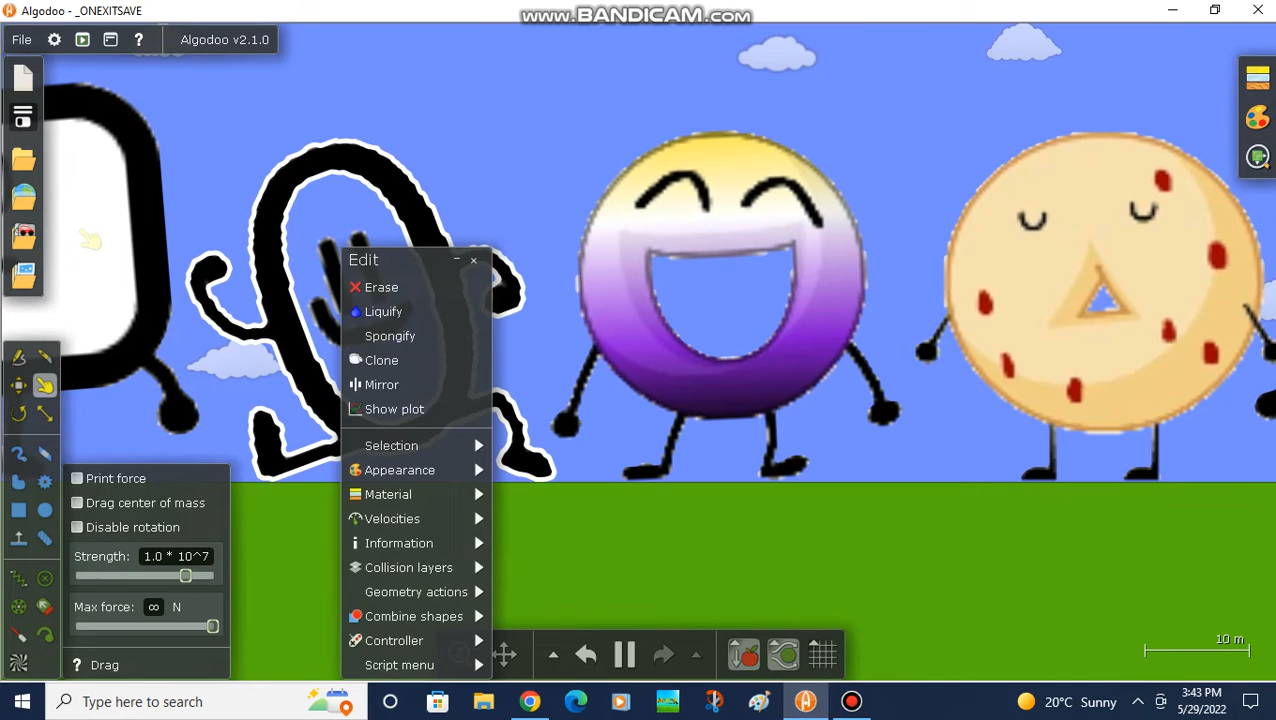 Algodoo - _ONEXITSAVE
www.BANDICAM.com
File
?
Algodoo v2.1.0
Edit
Erase
Liquify
Spongify
Clone
Mirror
Show plot
Selection
Appearance
Material
Velocities
Information
Collision layers
Geometry actions
Combine shapes
Controller
Script menu
Print force
Drag center of mass
Disable rotation
Strength: 1.0 * 10^7
Max force: ∞ N
? Drag
10 m
Type here to search
20°C Sunny
3:43 PM
5/29/2022